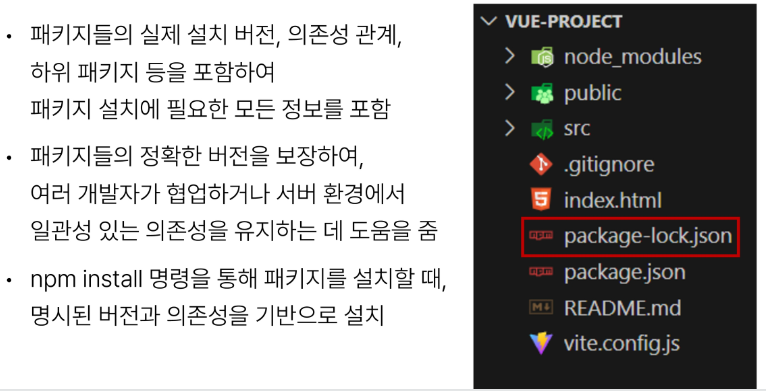 • 패키지들의 실제 설치 버전, 의존성 관계,
하위 패키지 등을 포함하여
패키지 설치에 필요한 모든 정보를 포함
• 패키지들의 정확한 버전을 보장하여,
여러 개발자가 협업하거나 서버 환경에서
일관성 있는 의존성을 유지하는 데 도움을 줌
• npm install 명령을 통해 패키지를 설치할 때,
명시된 버전과 의존성을 기반으로 설치
VUE-PROJECT
node_modules
public
src
.gitignore
index.html
package-lock.json
package.json
README.md
vite.config.js